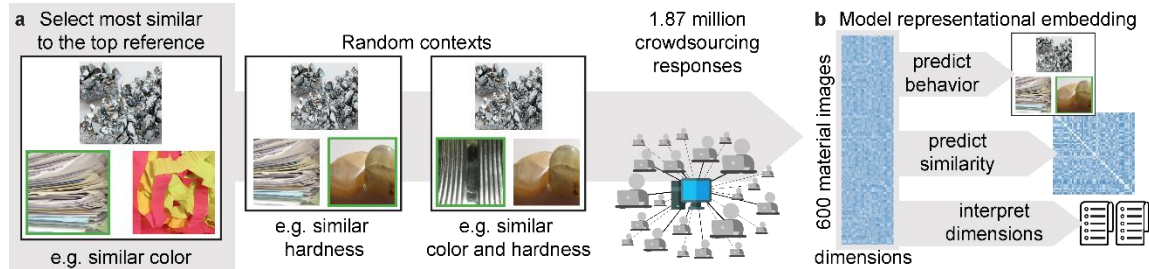 a Select most similar
to the top reference
e.g. similar color
Random contexts
e.g. similar
hardness
e.g. similar
color and hardness
1.87 million
crowdsourcing
responses
b Model representational embedding
600 material images
dimensions
predict
behavior
predict
similarity
interpret
dimensions